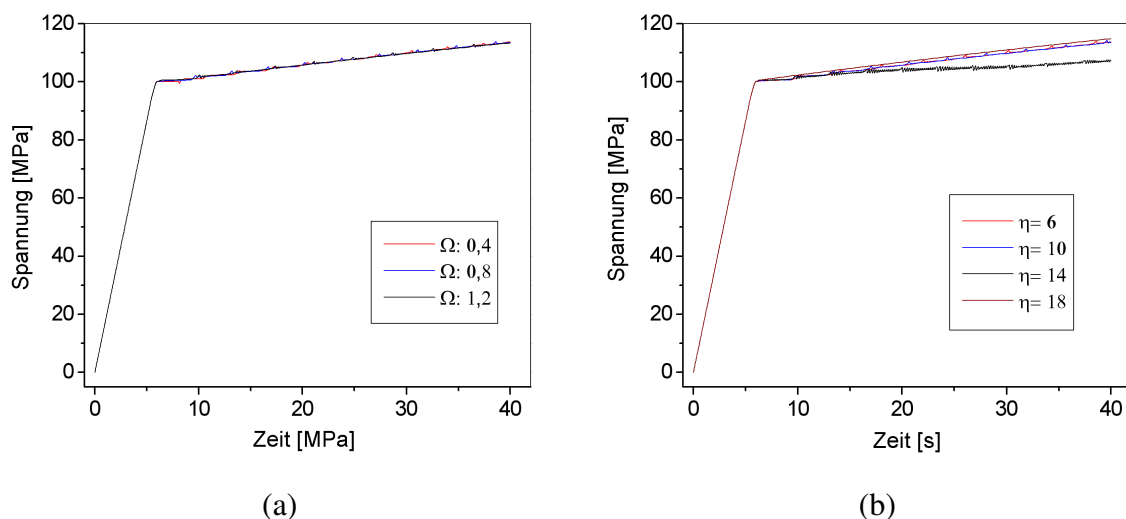 120
100
80
60
40
20
0
Spannung [MPa]
Ω: 0,4
Ω: 0,8
Ω: 1,2
0 10 20 30 40
Zeit [MPa]
(a)
120
100
80
60
40
20
0
Spannung [MPa]
η= 6
η= 10
η= 14
η= 18
0 10 20 30 40
Zeit [s]
(b)